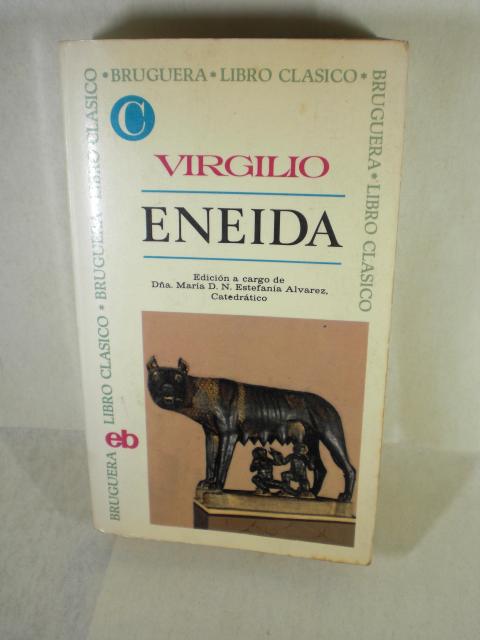 * BRUGUERA * LIBRO CLASICO *
BRUGUERA * LIBRO CLASICO
BRUGUERA * LIBRO CLASICO * BRUGUERA * LIBRO CLASICO
C
VIRGILIO
ENEIDA
Edición a cargo de
Dña. María D. N. Estefanía Alvarez,
Catedrático
eb